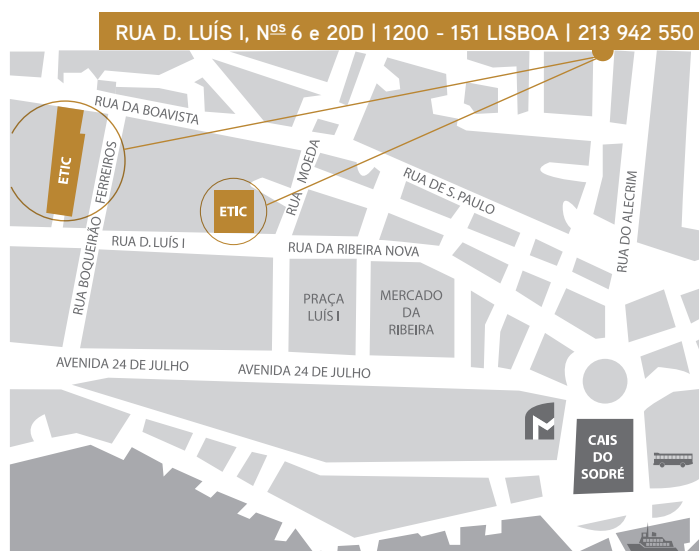 RUA D. LUÍS I, Nºˢ 6 e 20D | 1200 - 151 LISBOA | 213 942 550
RUA DA BOAVISTA
ETIC
RUA BOQUEIRÃO FERREIROS
RUA MOEDA
ETIC
RUA DE S. PAULO
RUA DO ALECRIM
RUA D. LUÍS I
RUA DA RIBEIRA NOVA
PRAÇA
LUÍS I
MERCADO
DA
RIBEIRA
AVENIDA 24 DE JULHO
AVENIDA 24 DE JULHO
M
CAIS
DO
SODRÉ